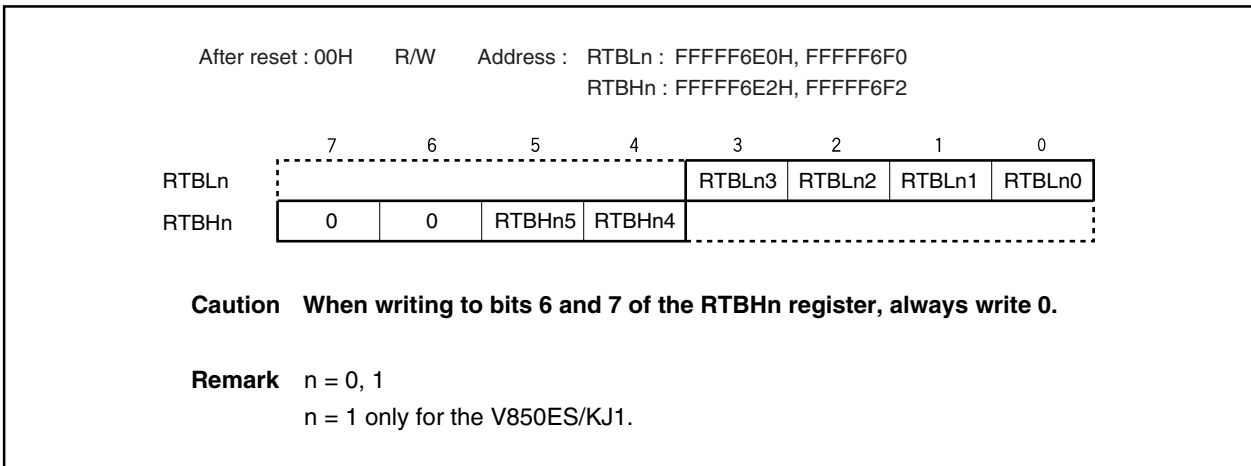 After reset : 00H R/W Address : RTBLn : FFFFF6E0H, FFFFF6F0
RTBHn : FFFFF6E2H, FFFFF6F2
7 6 5 4 3 2 1 0
RTBLn RTBLn3 RTBLn2 RTBLn1 RTBLn0
RTBHn 0 0 RTBHn5 RTBHn4
Caution When writing to bits 6 and 7 of the RTBHn register, always write 0.
Remark n = 0, 1
n = 1 only for the V850ES/KJ1.